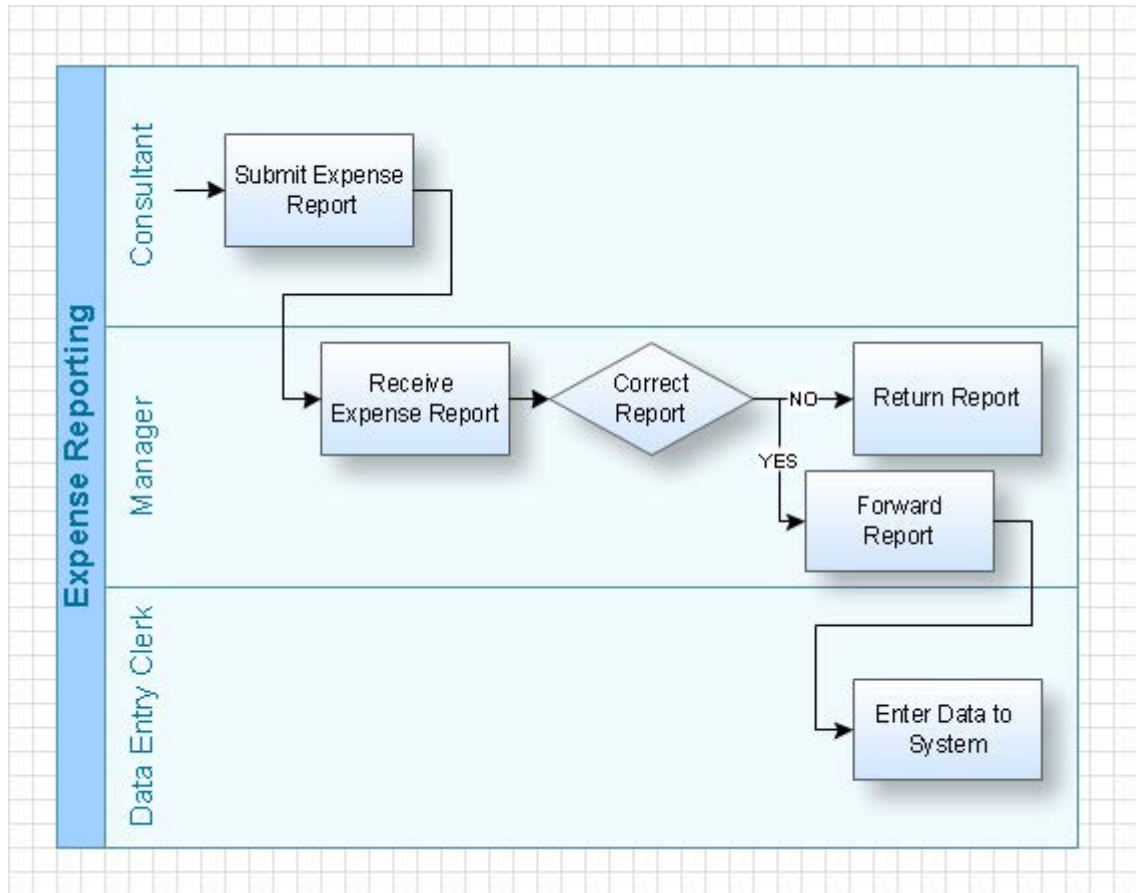 Expense Reporting
Consultant
Submit Expense
Report
Manager
Receive
Expense Report
Correct
Report
NO
Return Report
YES
Forward
Report
Data Entry Clerk
Enter Data to
System